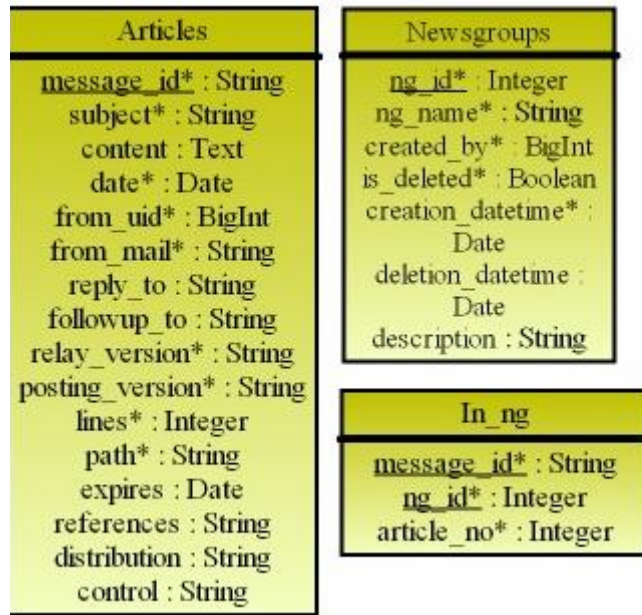 Articles
message_id* : String
subject* : String
content : Text
date* : Date
from_uid* : BigInt
from_mail* : String
reply_to : String
followup_to : String
relay_version* : String
posting_version* : String
lines* : Integer
path* : String
expires : Date
references : String
distribution : String
control : String
Newsgroups
ng_id* : Integer
ng_name* : String
created_by* : BigInt
is_deleted* : Boolean
creation_datetime* :
Date
deletion_datetime :
Date
description : String
In_ng
message_id* : String
ng_id* : Integer
article_no* : Integer